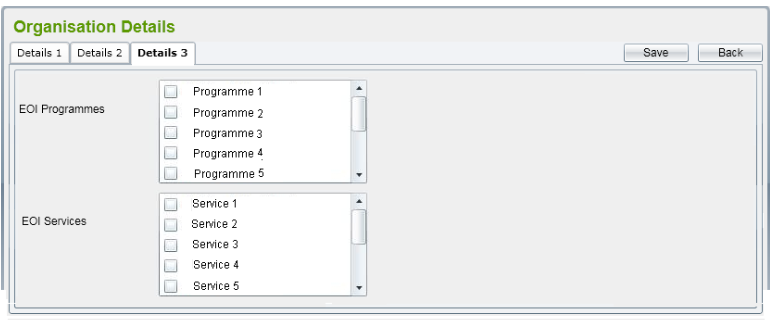 Organisation Details
Details 1 Details 2 Details 3 Save Back
EOI Programmes
Programme 1
Programme 2
Programme 3
Programme 4
Programme 5
EOI Services
Service 1
Service 2
Service 3
Service 4
Service 5